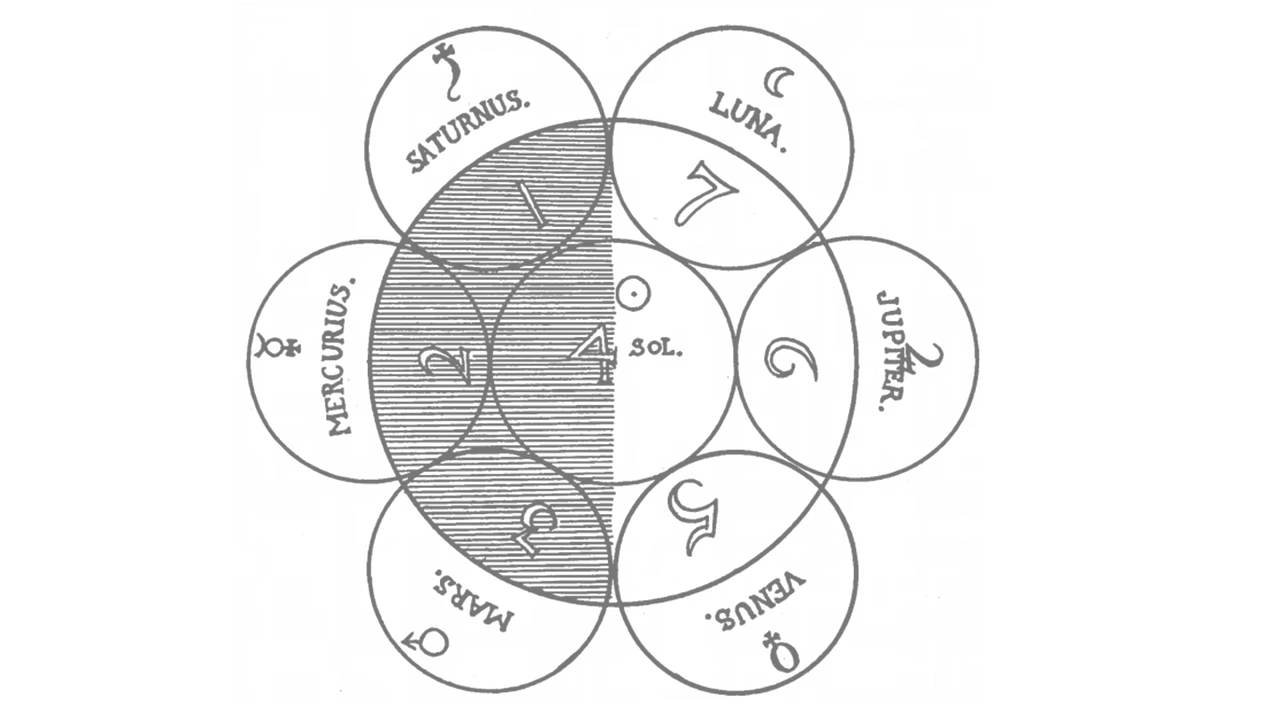 SATURNUS.
1
LUNA.
7
MERCURIUS.
2
4
SOL.
6
JUPITER.
3
MARS.
5
VENUS.